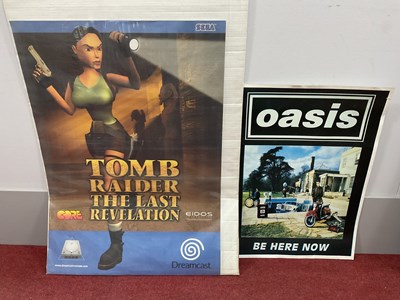 SEGA
TOMB
RAIDER
THE LAST
REVELATION
CORE
EIDOS
Dreamcast
oasis
BE HERE NOW